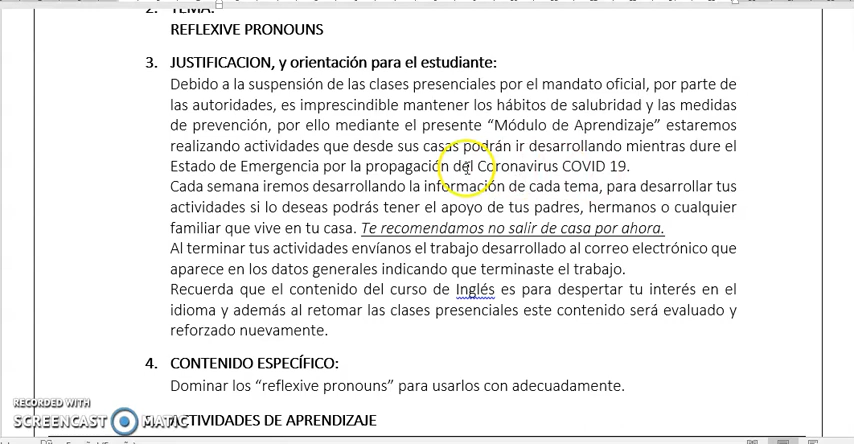 2. TEMA:
REFLEXIVE PRONOUNS
3. JUSTIFICACION, y orientación para el estudiante:
Debido a la suspensión de las clases presenciales por el mandato oficial, por parte de
las autoridades, es imprescindible mantener los hábitos de salubridad y las medidas
de prevención, por ello mediante el presente “Módulo de Aprendizaje” estaremos
realizando actividades que desde sus casas podrán ir desarrollando mientras dure el
Estado de Emergencia por la propagación del Coronavirus COVID 19.
Cada semana iremos desarrollando la información de cada tema, para desarrollar tus
actividades si lo deseas podrás tener el apoyo de tus padres, hermanos o cualquier
familiar que vive en tu casa. Te recomendamos no salir de casa por ahora.
Al terminar tus actividades envíanos el trabajo desarrollado al correo electrónico que
aparece en los datos generales indicando que terminaste el trabajo.
Recuerda que el contenido del curso de Inglés es para despertar tu interés en el
idioma y además al retomar las clases presenciales este contenido será evaluado y
reforzado nuevamente.
4. CONTENIDO ESPECÍFICO:
Dominar los “reflexive pronouns” para usarlos con adecuadamente.
RECORDED WITH
SCREENCAST MATIC
ACTIVIDADES DE APRENDIZAJE